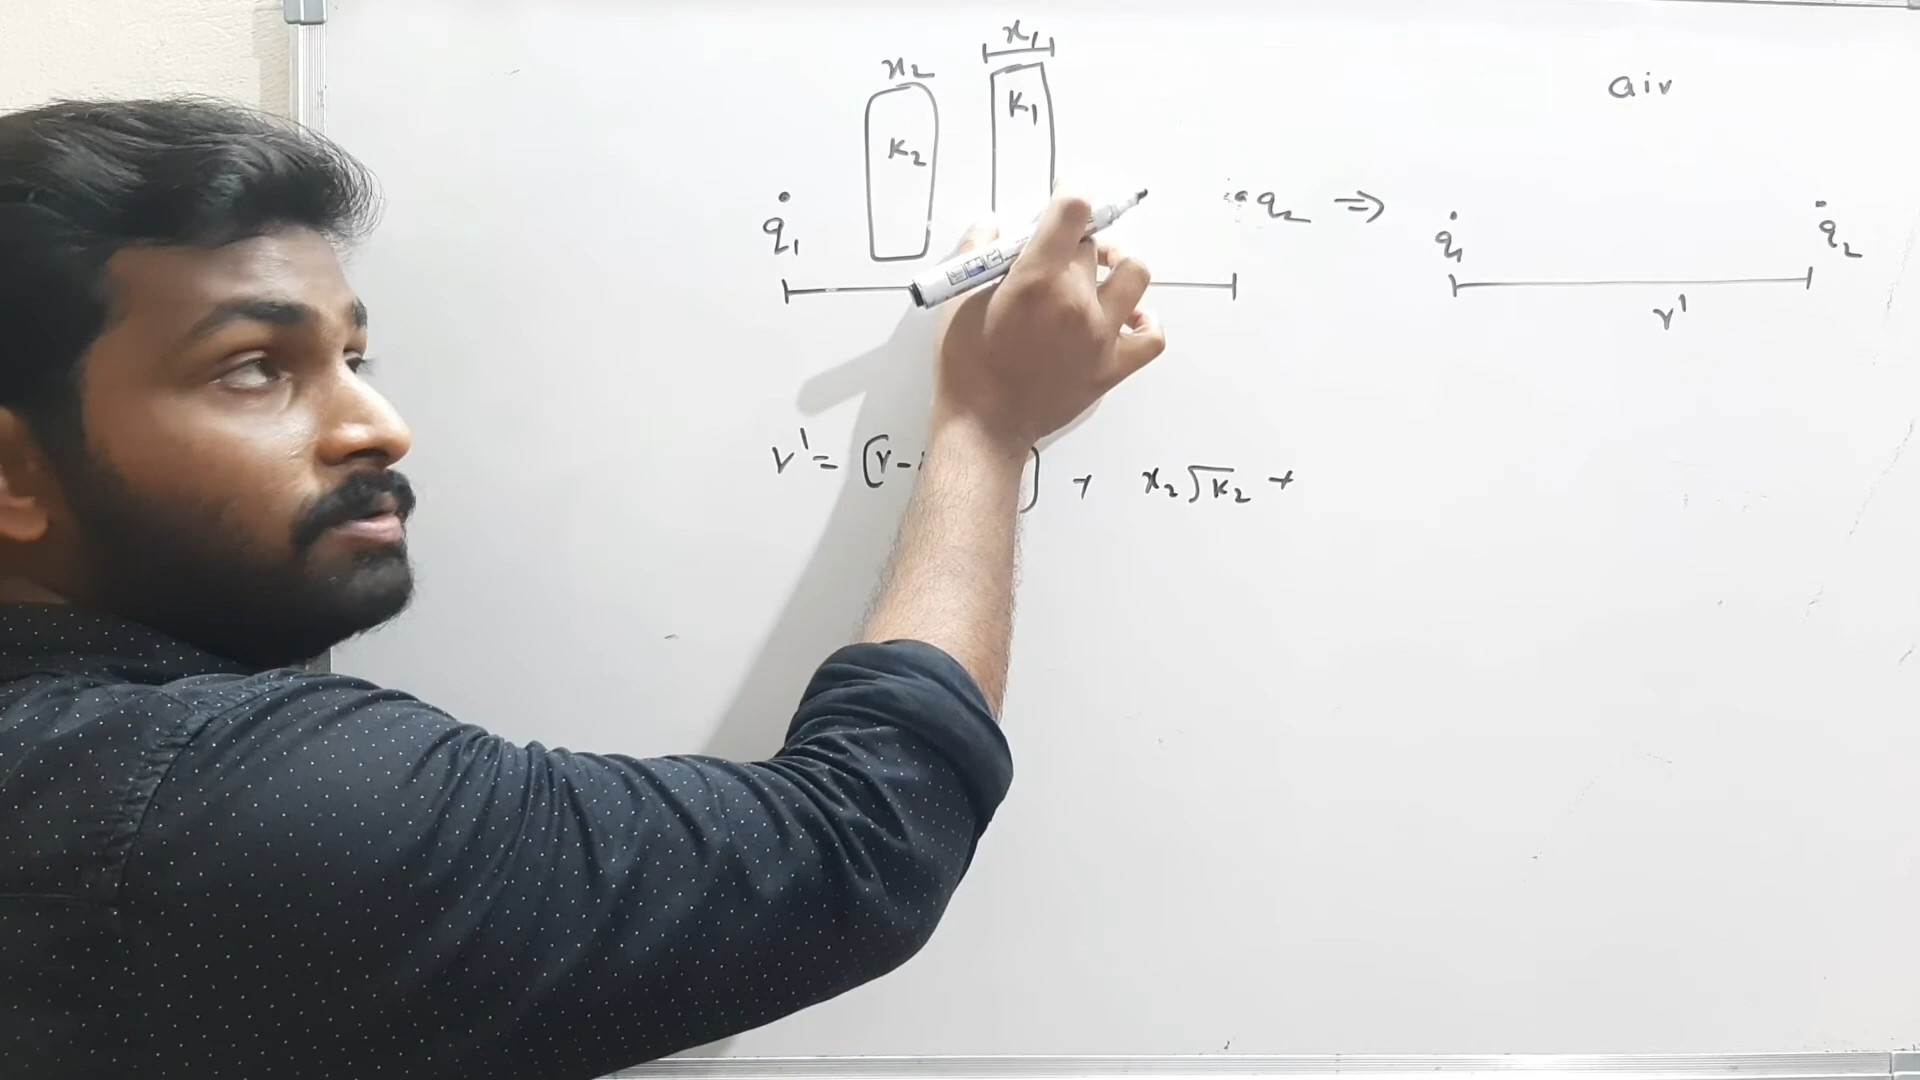 x₁
x₂
air
K₁
K₂
q₁
q₂ ⇒
q₁
q₂
r'
r' = (r - ) + x₂√K₂ +